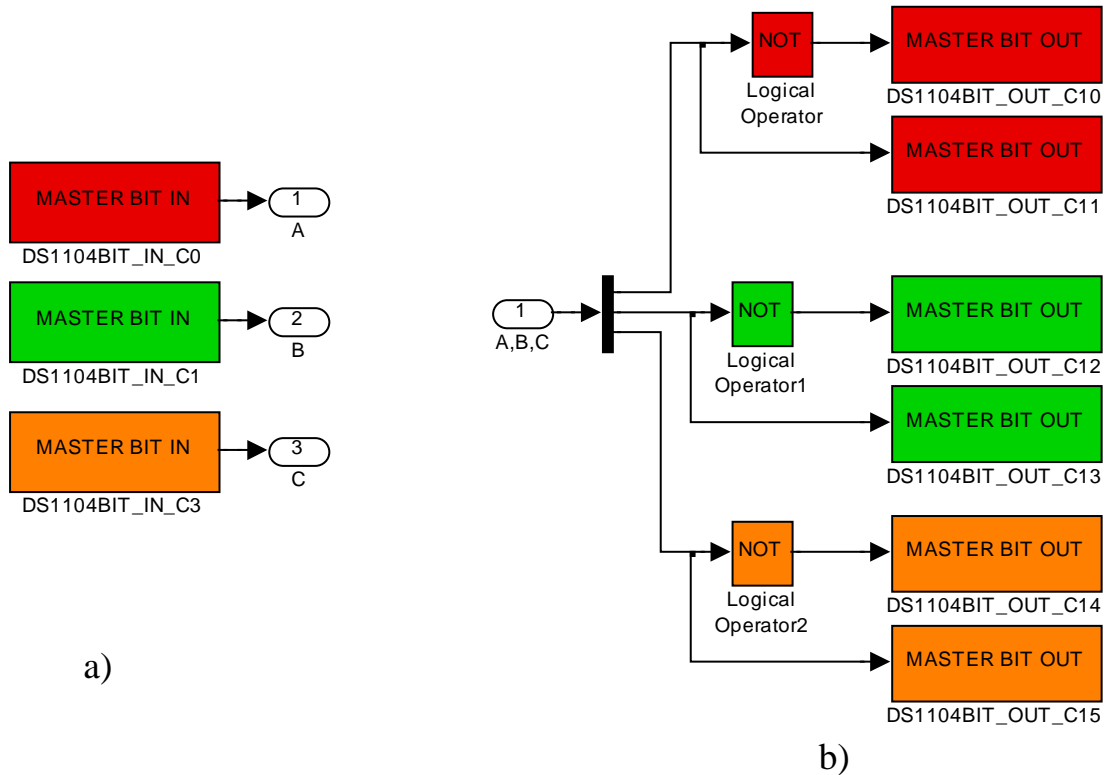 MASTER BIT IN
DS1104BIT_IN_C0
1
A
MASTER BIT IN
DS1104BIT_IN_C1
2
B
MASTER BIT IN
DS1104BIT_IN_C3
3
C
a)
1
A,B,C
NOT
Logical
Operator
MASTER BIT OUT
DS1104BIT_OUT_C10
MASTER BIT OUT
DS1104BIT_OUT_C11
NOT
Logical
Operator1
MASTER BIT OUT
DS1104BIT_OUT_C12
MASTER BIT OUT
DS1104BIT_OUT_C13
NOT
Logical
Operator2
MASTER BIT OUT
DS1104BIT_OUT_C14
MASTER BIT OUT
DS1104BIT_OUT_C15
b)